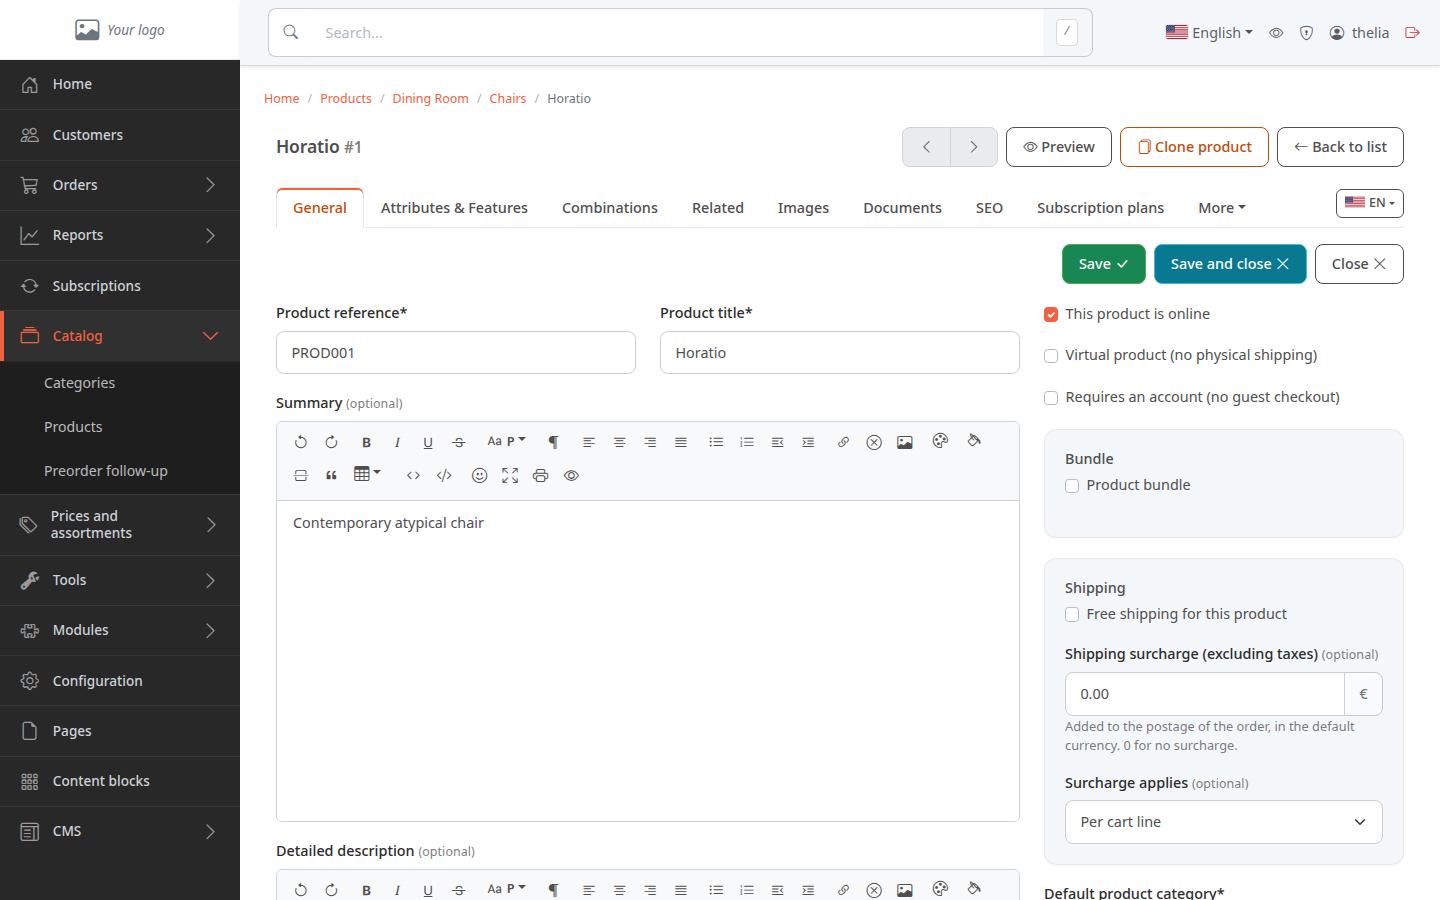 Your logo
Search...
/
English
thelia
Home
Customers
Orders
Reports
Subscriptions
Catalog
Categories
Products
Preorder follow-up
Prices and
assortments
Tools
Modules
Configuration
Pages
Content blocks
CMS
Home / Products / Dining Room / Chairs / Horatio
Horatio #1
Preview
Clone product
Back to list
General
Attributes & Features
Combinations
Related
Images
Documents
SEO
Subscription plans
More
EN
Save
Save and close
Close
Product reference*
PROD001
Product title*
Horatio
Summary (optional)
B I U S Aa P ¶
Contemporary atypical chair
Detailed description (optional)
B I U S Aa P ¶
This product is online
Virtual product (no physical shipping)
Requires an account (no guest checkout)
Bundle
Product bundle
Shipping
Free shipping for this product
Shipping surcharge (excluding taxes) (optional)
0.00 €
Added to the postage of the order, in the default
currency. 0 for no surcharge.
Surcharge applies (optional)
Per cart line
Default product category*